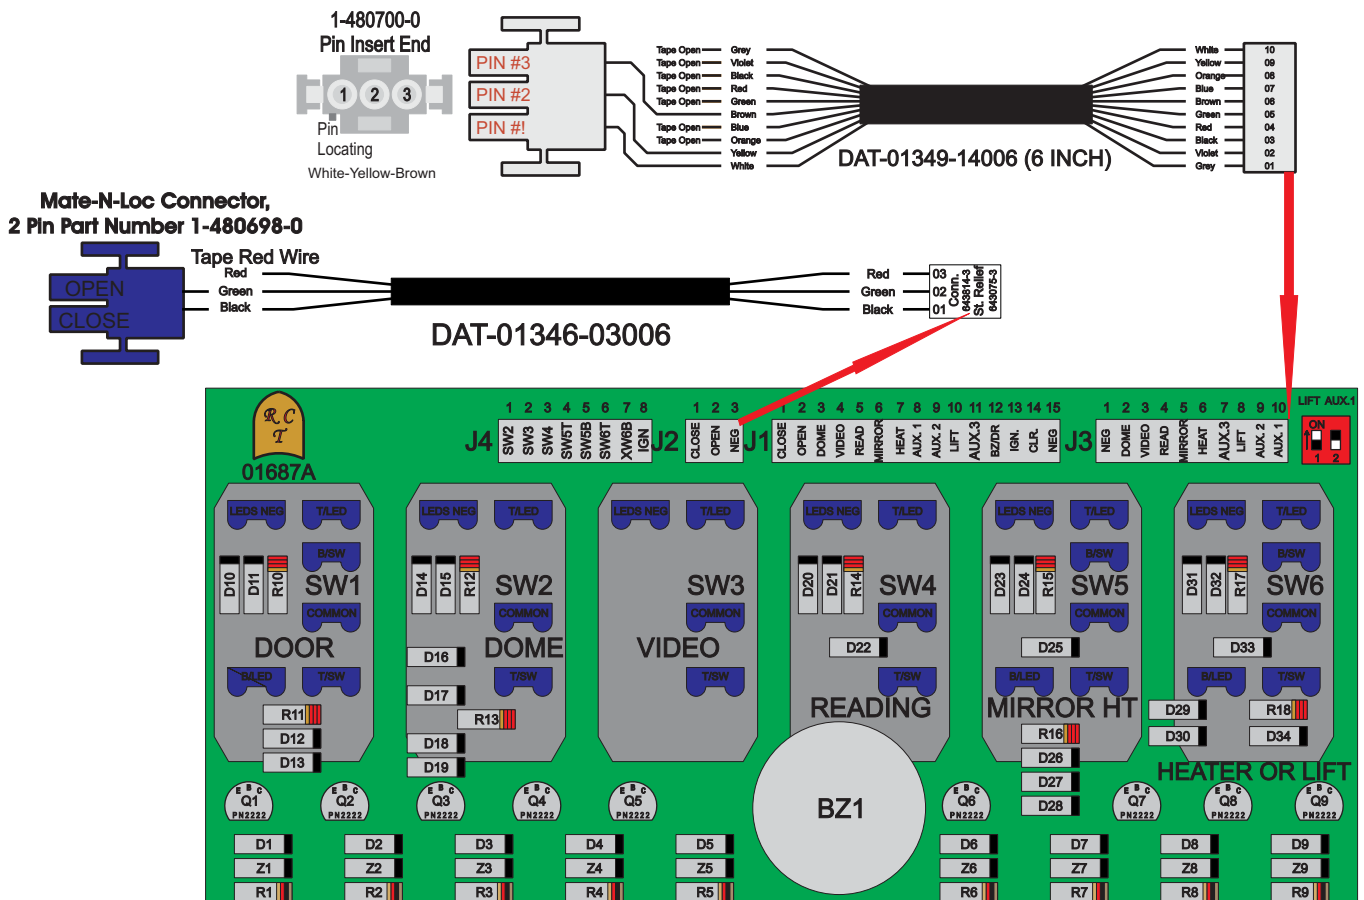 1-480700-0
Pin Insert End
1 2 3
Pin
Locating
White-Yellow-Brown
PIN #3
PIN #2
PIN #!
Tape Open Grey
Tape Open Violet
Tape Open Black
Tape Open Red
Tape Open Green
Brown
Tape Open Blue
Tape Open Orange
Yellow
White
DAT-01349-14006 (6 INCH)
White 10
Yellow 09
Orange 08
Blue 07
Brown 06
Green 05
Red 04
Black 03
Violet 02
Grey 01
Mate-N-Loc Connector,
2 Pin Part Number 1-480698-0
OPEN
CLOSE
Tape Red Wire
Red
Green
Black
DAT-01346-03006
Red 03
Green 02
Black 01
Conn.
643814-3
St. Relief
643075-3
R C
T
01687A
J4
1 2 3 4 5 6 7 8
SW2 SW3 SW4 SW5T SW5B SW6T XW6B IGN
J2
1 2 3
CLOSE OPEN NEG
J1
1 2 3 4 5 6 7 8 9 10 11 12 13 14 15
CLOSE OPEN DOME VIDEO READ MIRROR HEAT AUX. 1 AUX. 2 LIFT AUX.3 BZ/DR IGN. CLR. NEG
J3
1 2 3 4 5 6 7 8 9 10
NEG DOME VIDEO READ MIRROR HEAT AUX.3 LIFT AUX. 2 AUX. 1
LIFT AUX.1
ON
1 2
LEDS NEG T/LED
B/SW
D10 D11 R10
SW1
COMMON
DOOR
B/LED T/SW
R11
D12
D13
LEDS NEG T/LED
D14 D15 R12
SW2
COMMON
DOME
D16
T/SW
D17
R13
D18
D19
LEDS NEG T/LED
SW3
COMMON
VIDEO
T/SW
LEDS NEG T/LED
D20 D21 R14
SW4
COMMON
D22
T/SW
READING
LEDS NEG T/LED
B/SW
D23 D24 R15
SW5
COMMON
D25
B/LED T/SW
MIRROR HT
R16
D26
D27
D28
LEDS NEG T/LED
B/SW
D31 D32 R17
SW6
COMMON
D33
B/LED T/SW
D29 R18
D30 D34
HEATER OR LIFT
BZ1
E B C
Q1
PN2222
E B C
Q2
PN2222
E B C
Q3
PN2222
E B C
Q4
PN2222
E B C
Q5
PN2222
E B C
Q6
PN2222
E B C
Q7
PN2222
E B C
Q8
PN2222
E B C
Q9
PN2222
D1 D2 D3 D4 D5 D6 D7 D8 D9
Z1 Z2 Z3 Z4 Z5 Z6 Z7 Z8 Z9
R1 R2 R3 R4 R5 R6 R7 R8 R9